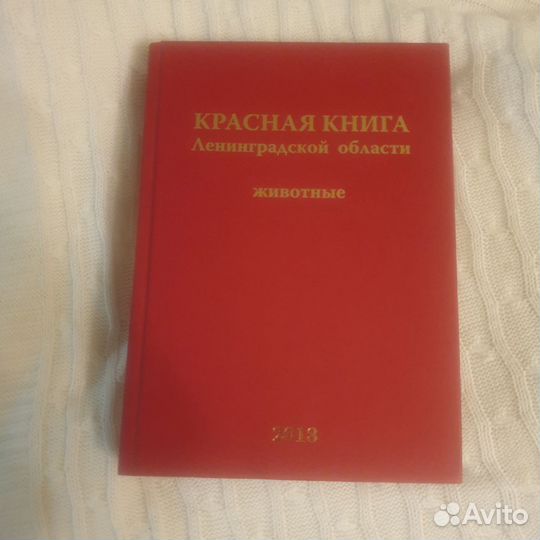 КРАСНАЯ КНИГА
Ленинградской области
животные
2018
Avito